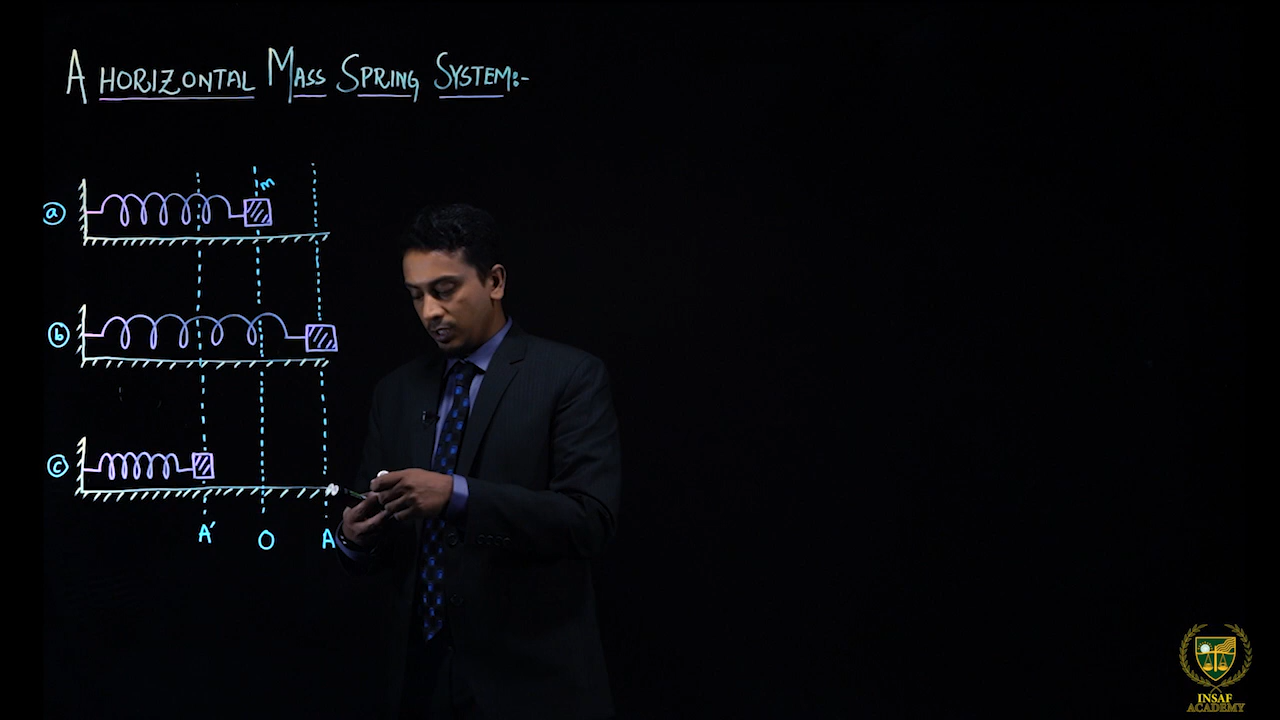 A HORIZONTAL MASS SPRING SYSTEM:-
m
a
b
c
A' O A
INSAF
ACADEMY